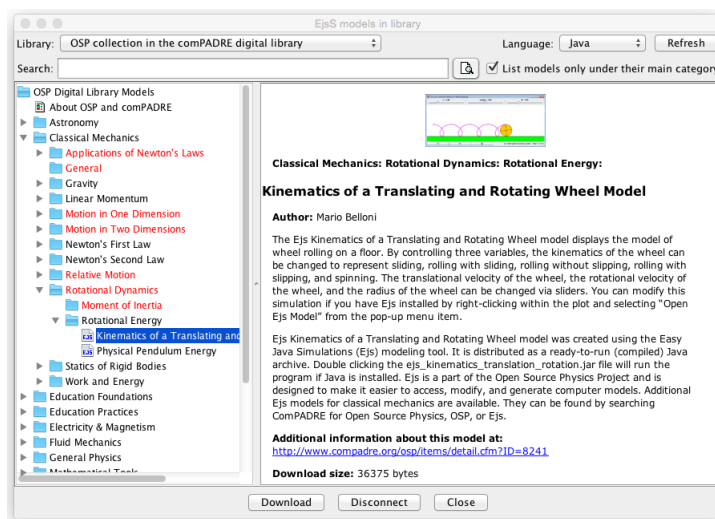 EjsS models in library
Library: OSP collection in the comPADRE digital library Language: Java Refresh
Search: List models only under their main category
OSP Digital Library Models
About OSP and comPADRE
Astronomy
Classical Mechanics
Applications of Newton's Laws
General
Gravity
Linear Momentum
Motion in One Dimension
Motion in Two Dimensions
Newton's First Law
Newton's Second Law
Relative Motion
Rotational Dynamics
Moment of Inertia
Rotational Energy
EJS Kinematics of a Translating and
EJS Physical Pendulum Energy
Statics of Rigid Bodies
Work and Energy
Education Foundations
Education Practices
Electricity & Magnetism
Fluid Mechanics
General Physics
Mathematical Tools
Classical Mechanics: Rotational Dynamics: Rotational Energy:
Kinematics of a Translating and Rotating Wheel Model
Author: Mario Belloni
The Ejs Kinematics of a Translating and Rotating Wheel model displays the model of
wheel rolling on a floor. By controlling three variables, the kinematics of the wheel can
be changed to represent sliding, rolling with sliding, rolling without slipping, rolling with
slipping, and spinning. The translational velocity of the wheel, the rotational velocity of
the wheel, and the radius of the wheel can be changed via sliders. You can modify this
simulation if you have Ejs installed by right-clicking within the plot and selecting “Open
Ejs Model” from the pop-up menu item.
Ejs Kinematics of a Translating and Rotating Wheel model was created using the Easy
Java Simulations (Ejs) modeling tool. It is distributed as a ready-to-run (compiled) Java
archive. Double clicking the ejs_kinematics_translation_rotation.jar file will run the
program if Java is installed. Ejs is a part of the Open Source Physics Project and is
designed to make it easier to access, modify, and generate computer models. Additional
Ejs models for classical mechanics are available. They can be found by searching
ComPADRE for Open Source Physics, OSP, or Ejs.
Additional information about this model at:
http://www.compadre.org/osp/items/detail.cfm?ID=8241
Download size: 36375 bytes
Download Disconnect Close